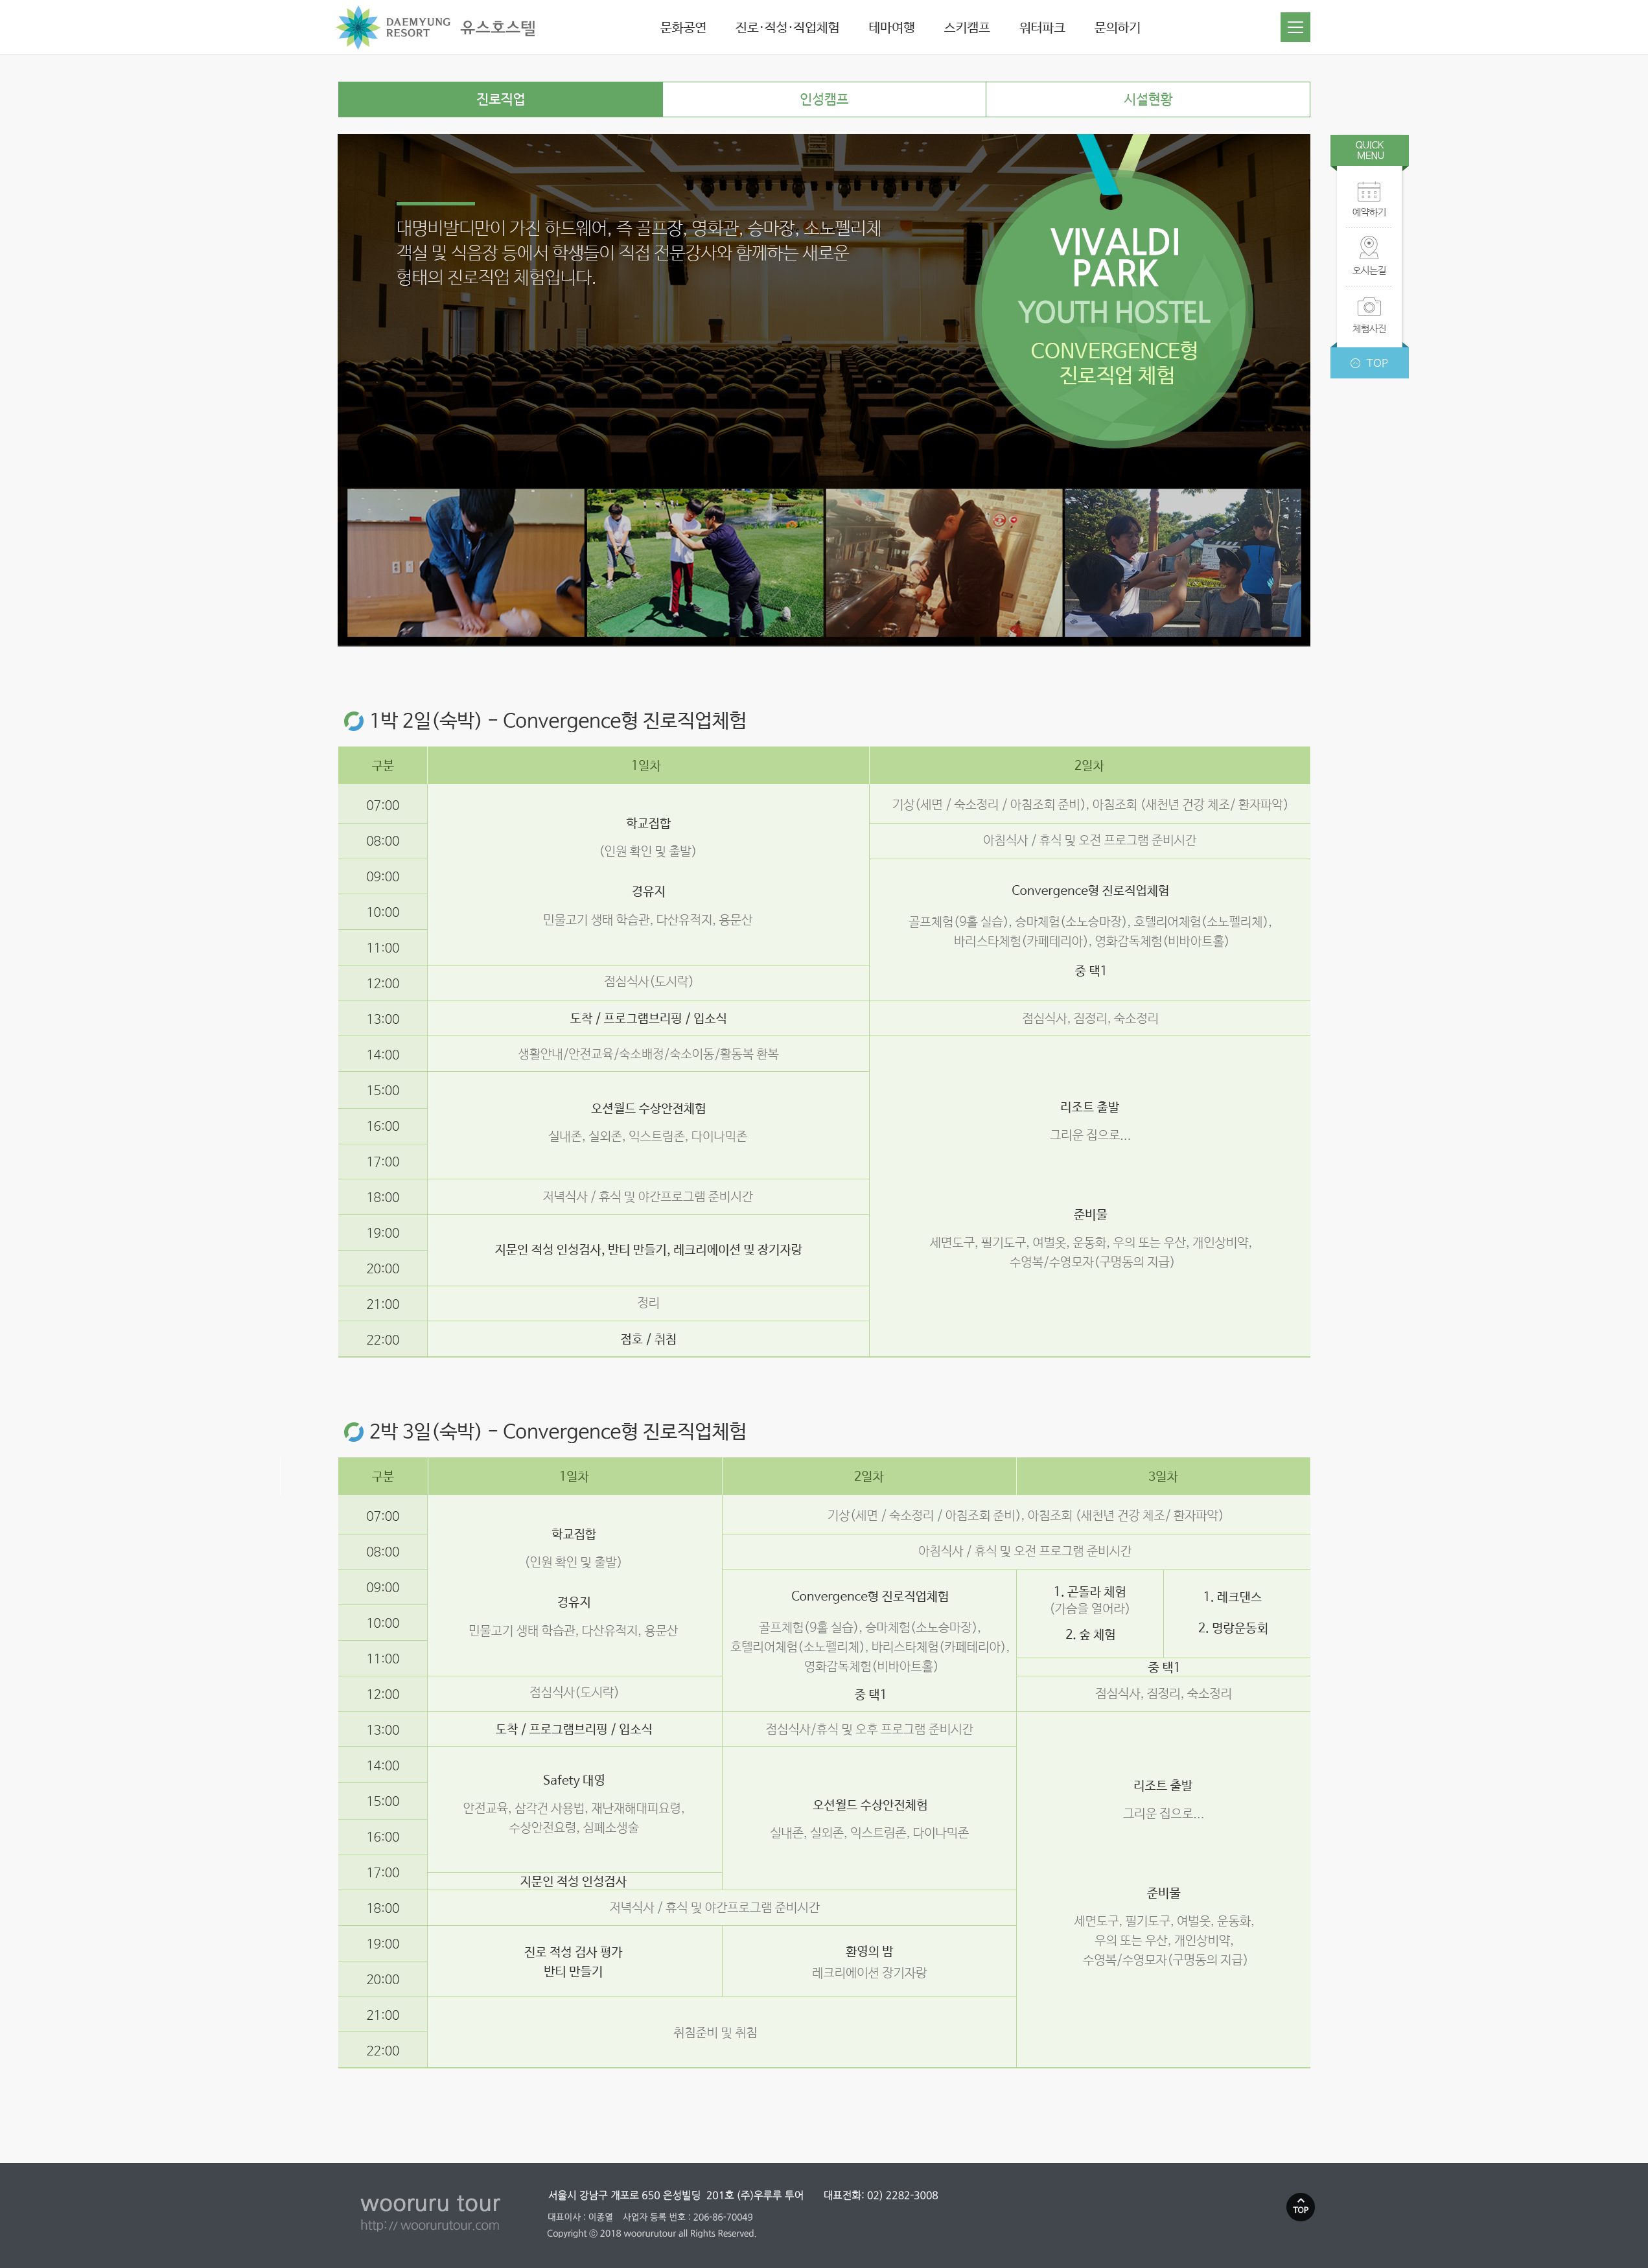 DAEMYUNG
RESORT
유스호스텔
문화공연
진로·적성·직업체험
테마여행
스키캠프
워터파크
문의하기
진로직업
인성캠프
시설현황
대명비발디만이 가진 하드웨어, 즉 골프장, 영화관, 승마장, 소노펠리체
객실 및 식음장 등에서 학생들이 직접 전문강사와 함께하는 새로운
형태의 진로직업 체험입니다.
VIVALDI
PARK
YOUTH HOSTEL
CONVERGENCE형
진로직업 체험
QUICK
MENU
예약하기
오시는길
체험사진
TOP
1박 2일(숙박) - Convergence형 진로직업체험
구분
1일차
2일차
07:00
08:00
09:00
10:00
11:00
12:00
13:00
14:00
15:00
16:00
17:00
18:00
19:00
20:00
21:00
22:00
학교집합
(인원 확인 및 출발)
경유지
민물고기 생태 학습관, 다산유적지, 용문산
점심식사(도시락)
도착 / 프로그램브리핑 / 입소식
생활안내/안전교육/숙소배정/숙소이동/활동복 환복
오션월드 수상안전체험
실내존, 실외존, 익스트림존, 다이나믹존
저녁식사 / 휴식 및 야간프로그램 준비시간
지문인 적성 인성검사, 반티 만들기, 레크리에이션 및 장기자랑
정리
점호 / 취침
기상(세면 / 숙소정리 / 아침조회 준비), 아침조회 (새천년 건강 체조/ 환자파악)
아침식사 / 휴식 및 오전 프로그램 준비시간
Convergence형 진로직업체험
골프체험(9홀 실습), 승마체험(소노승마장), 호텔리어체험(소노펠리체),
바리스타체험(카페테리아), 영화감독체험(비바아트홀)
중 택1
점심식사, 짐정리, 숙소정리
리조트 출발
그리운 집으로...
준비물
세면도구, 필기도구, 여벌옷, 운동화, 우의 또는 우산, 개인상비약,
수영복/수영모자(구명동의 지급)
2박 3일(숙박) - Convergence형 진로직업체험
구분
1일차
2일차
3일차
07:00
08:00
09:00
10:00
11:00
12:00
13:00
14:00
15:00
16:00
17:00
18:00
19:00
20:00
21:00
22:00
학교집합
(인원 확인 및 출발)
경유지
민물고기 생태 학습관, 다산유적지, 용문산
점심식사(도시락)
도착 / 프로그램브리핑 / 입소식
Safety 대영
안전교육, 삼각건 사용법, 재난재해대피요령,
수상안전요령, 심폐소생술
지문인 적성 인성검사
저녁식사 / 휴식 및 야간프로그램 준비시간
진로 적성 검사 평가
반티 만들기
환영의 밤
레크리에이션 장기자랑
취침준비 및 취침
기상(세면 / 숙소정리 / 아침조회 준비), 아침조회 (새천년 건강 체조/ 환자파악)
아침식사 / 휴식 및 오전 프로그램 준비시간
Convergence형 진로직업체험
골프체험(9홀 실습), 승마체험(소노승마장),
호텔리어체험(소노펠리체), 바리스타체험(카페테리아),
영화감독체험(비바아트홀)
중 택1
점심식사/휴식 및 오후 프로그램 준비시간
오션월드 수상안전체험
실내존, 실외존, 익스트림존, 다이나믹존
1. 곤돌라 체험
(가슴을 열어라)
2. 숲 체험
1. 레크댄스
2. 명랑운동회
중 택1
점심식사, 짐정리, 숙소정리
리조트 출발
그리운 집으로...
준비물
세면도구, 필기도구, 여벌옷, 운동화,
우의 또는 우산, 개인상비약,
수영복/수영모자(구명동의 지급)
wooruru tour
http://woorurutour.com
서울시 강남구 개포로 650 은성빌딩 201호 (주)우루루 투어 대표전화: 02) 2282-3008
대표이사 : 이종열 사업자 등록 번호 : 206-86-70049
Copyright ⓒ 2018 woorurutour all Rights Reserved.
TOP